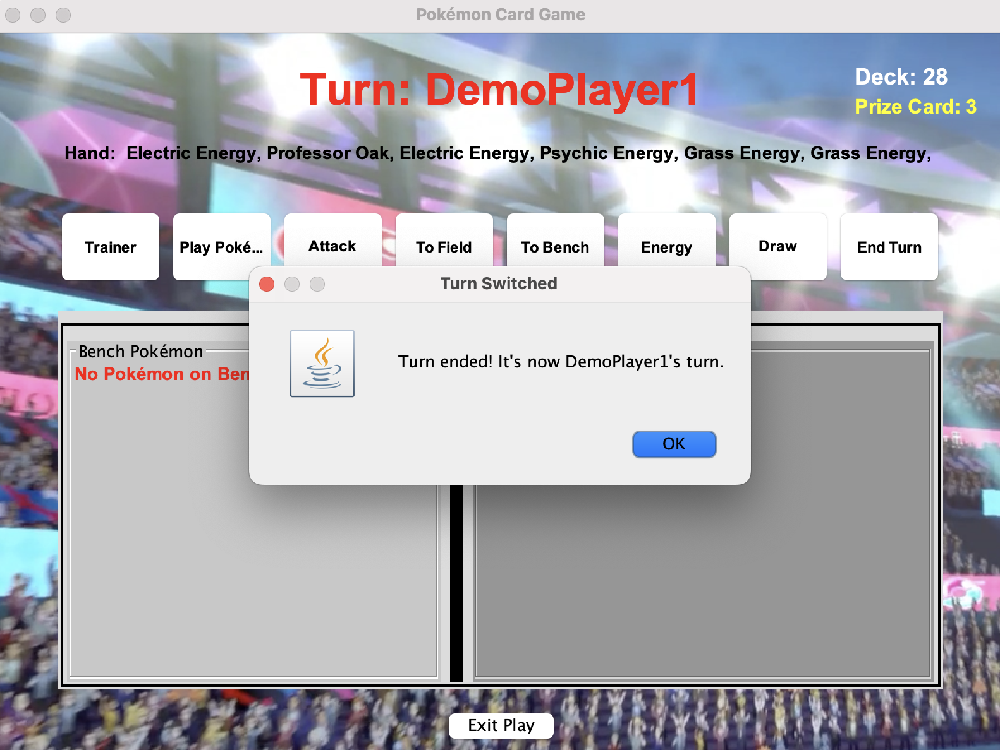 Pokémon Card Game
Turn: DemoPlayer1
Deck: 28
Prize Card: 3
Hand: Electric Energy, Professor Oak, Electric Energy, Psychic Energy, Grass Energy, Grass Energy,
Trainer
Play Poké...
Attack
To Field
To Bench
Energy
Draw
End Turn
Turn Switched
Turn ended! It's now DemoPlayer1's turn.
OK
Bench Pokémon
No Pokémon on Ben
Exit Play